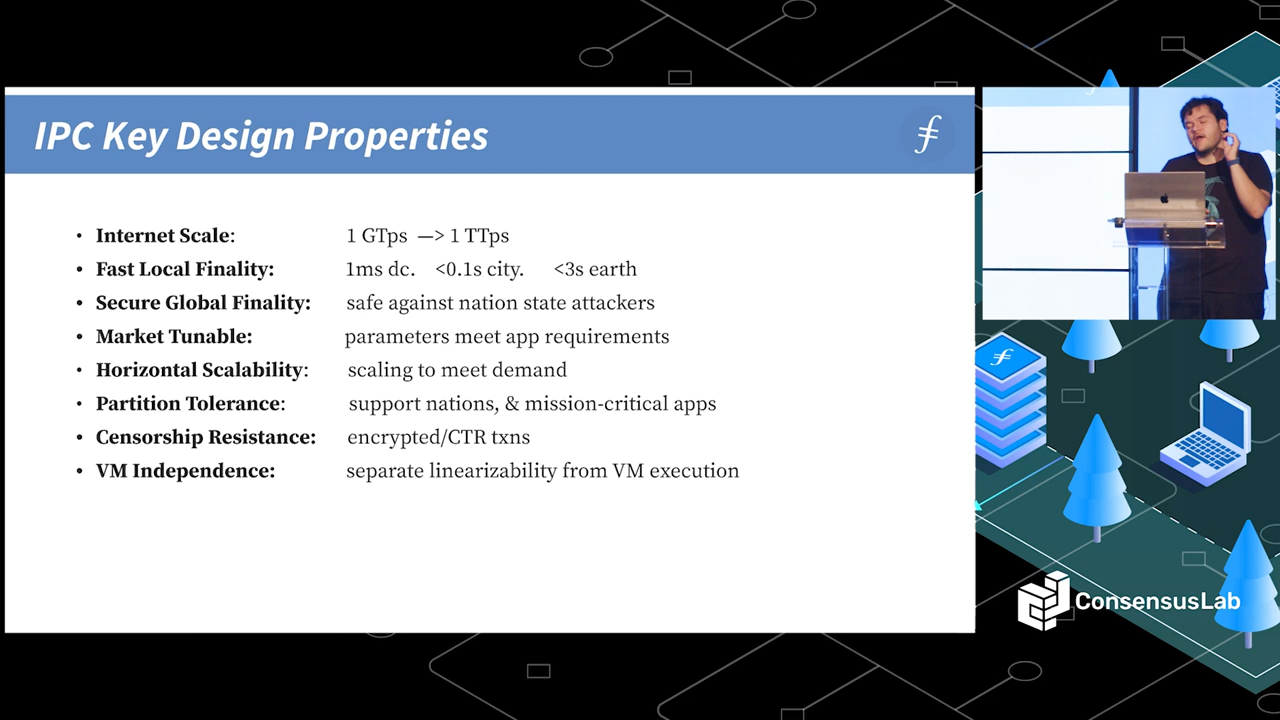 IPC Key Design Properties
• Internet Scale: 1 GTps —> 1 TTps
• Fast Local Finality: 1ms dc. <0.1s city. <3s earth
• Secure Global Finality: safe against nation state attackers
• Market Tunable: parameters meet app requirements
• Horizontal Scalability: scaling to meet demand
• Partition Tolerance: support nations, & mission-critical apps
• Censorship Resistance: encrypted/CTR txns
• VM Independence: separate linearizability from VM execution
ConsensusLab